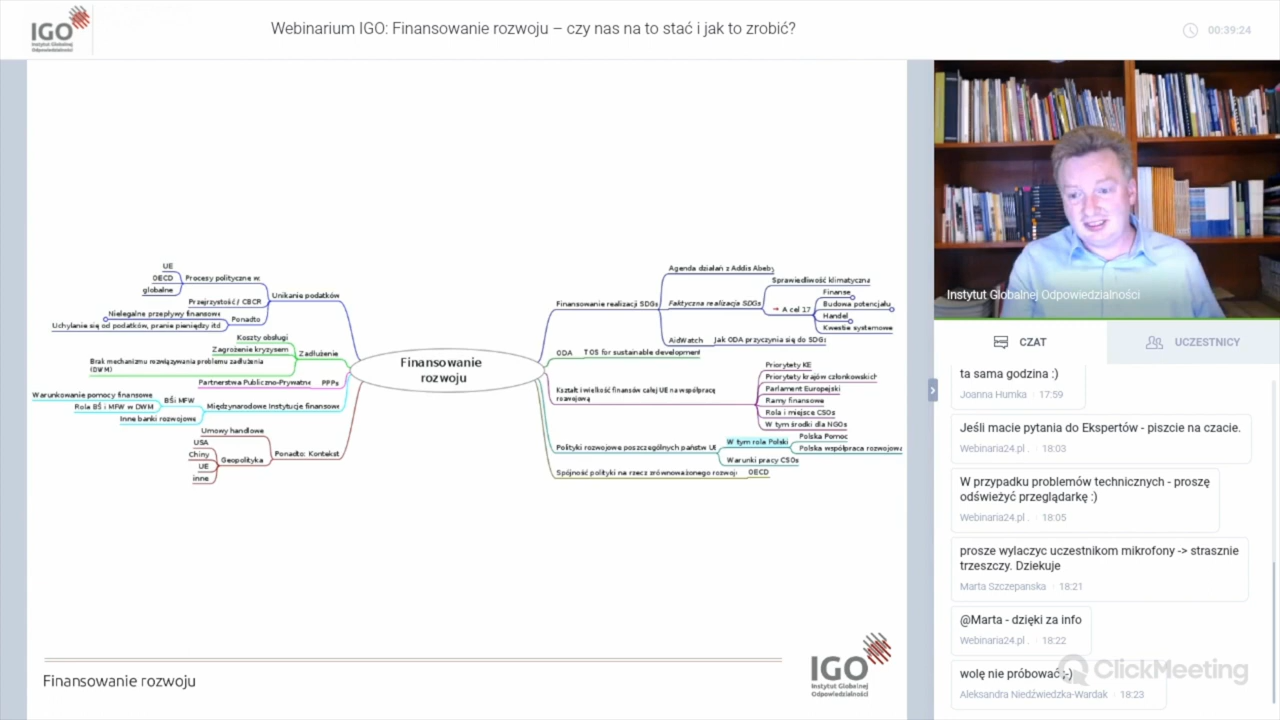 IGO
Instytut Globalnej
Odpowiedzialności
Webinarium IGO: Finansowanie rozwoju – czy nas na to stać i jak to zrobić?
00:39:24
UE
OECD
globalne
Procesy polityczne w:
Przejrzystość / CBCR
Unikanie podatków
Nielegalne przepływy finansowe
Uchylanie się od podatków, pranie pieniędzy itd
Ponadto
Koszty obsługi
Zagrożenie kryzysem
Zadłużenie
Brak mechanizmu rozwiązywania problemu zadłużenia
(DWM)
Partnerstwa Publiczno-Prywatne
PPPs
Warunkowanie pomocy finansowe
Rola BŚ i MFW w DWM
BŚi MFW
Inne banki rozwojowe
Międzynarodowe Instytucje finansowe
Umowy handlowe
USA
Chiny
UE
inne
Geopolityka
Ponadto: Kontekst
Finansowanie
rozwoju
Agenda działań z Addis Abeby
Finansowanie realizacji SDGs
Faktyczna realizacja SDGs
Sprawiedliwość klimatyczna
→ A cel 17
Finanse
Budowa potencjału
Handel
Kwestie systemowe
AidWatch
Jak ODA przyczynia się do SDGs
ODA
TOS for sustainable development
Kształt i wielkość finansów całej UE na współpracę
rozwojową
Priorytety KE
Priorytety krajów członkowskich
Parlament Europejski
Ramy finansowe
Rola i miejsce CSOs
W tym środki dla NGOs
Polityki rozwojowe poszczególnych państw UE
W tym rola Polski
Polska Pomoc
Polska współpraca rozwojowa
Warunki pracy CSOs
Spójność polityki na rzecz zrównoważonego rozwoju
OECD
Finansowanie rozwoju
IGO
Instytut Globalnej
Odpowiedzialności
Instytut Globalnej Odpowiedzialności
CZAT
UCZESTNICY
ta sama godzina :)
Joanna Humka · 17:59
Jeśli macie pytania do Ekspertów - piszcie na czacie.
Webinaria24.pl . · 18:03
W przypadku problemów technicznych - proszę
odświeżyć przeglądarkę :)
Webinaria24.pl . · 18:05
prosze wylaczyc uczestnikom mikrofony -> strasznie
trzeszczy. Dziekuje
Marta Szczepanska · 18:21
@Marta - dzięki za info
Webinaria24.pl . · 18:22
wolę nie próbować ;-)
Aleksandra Niedźwiedzka-Wardak · 18:23
ClickMeeting